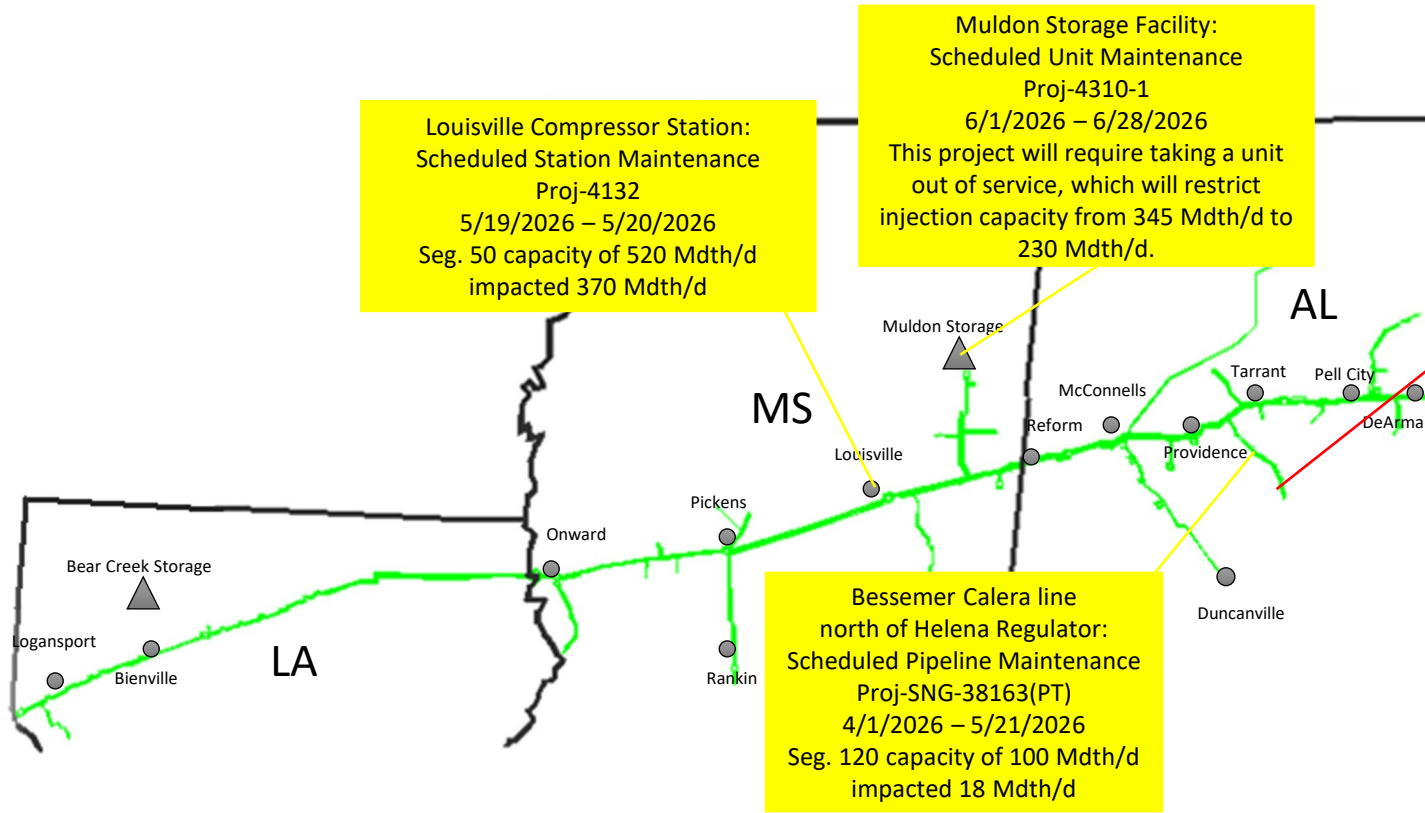 Muldon Storage Facility:
Scheduled Unit Maintenance
Proj-4310-1
6/1/2026 – 6/28/2026
This project will require taking a unit
out of service, which will restrict
injection capacity from 345 Mdth/d to
230 Mdth/d.
Louisville Compressor Station:
Scheduled Station Maintenance
Proj-4132
5/19/2026 – 5/20/2026
Seg. 50 capacity of 520 Mdth/d
impacted 370 Mdth/d
AL
Muldon Storage
MS
McConnells
Tarrant
Pell City
DeArma
Reform
Providence
Louisville
Pickens
Onward
Bear Creek Storage
Logansport
Bienville
LA
Rankin
Duncanville
Bessemer Calera line
north of Helena Regulator:
Scheduled Pipeline Maintenance
Proj-SNG-38163(PT)
4/1/2026 – 5/21/2026
Seg. 120 capacity of 100 Mdth/d
impacted 18 Mdth/d